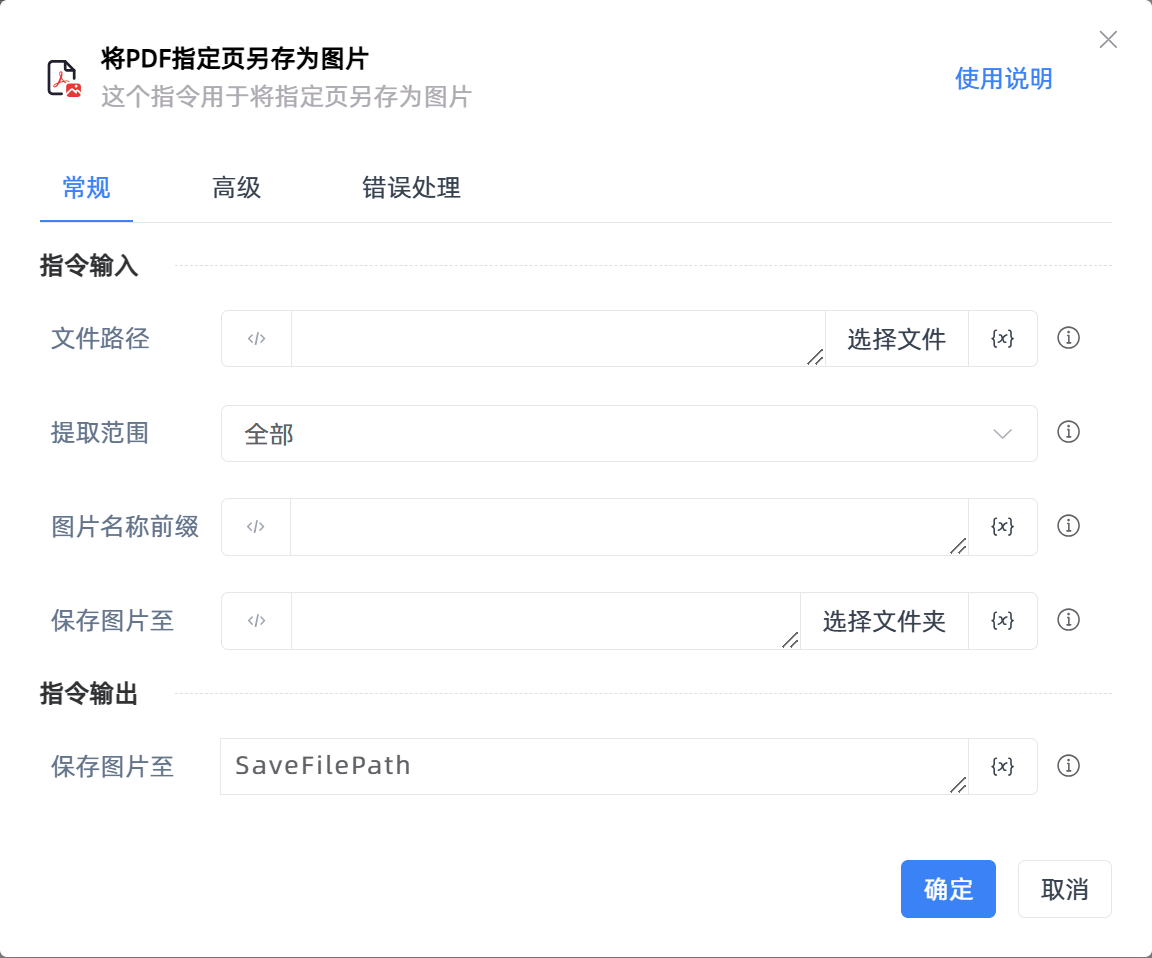 将PDF指定页另存为图片
这个指令用于将指定页另存为图片
使用说明
常规 高级 错误处理
指令输入
文件路径 </> 选择文件 {x}
提取范围 全部
图片名称前缀 </> {x}
保存图片至 </> 选择文件夹 {x}
指令输出
保存图片至 SaveFilePath {x}
确定 取消